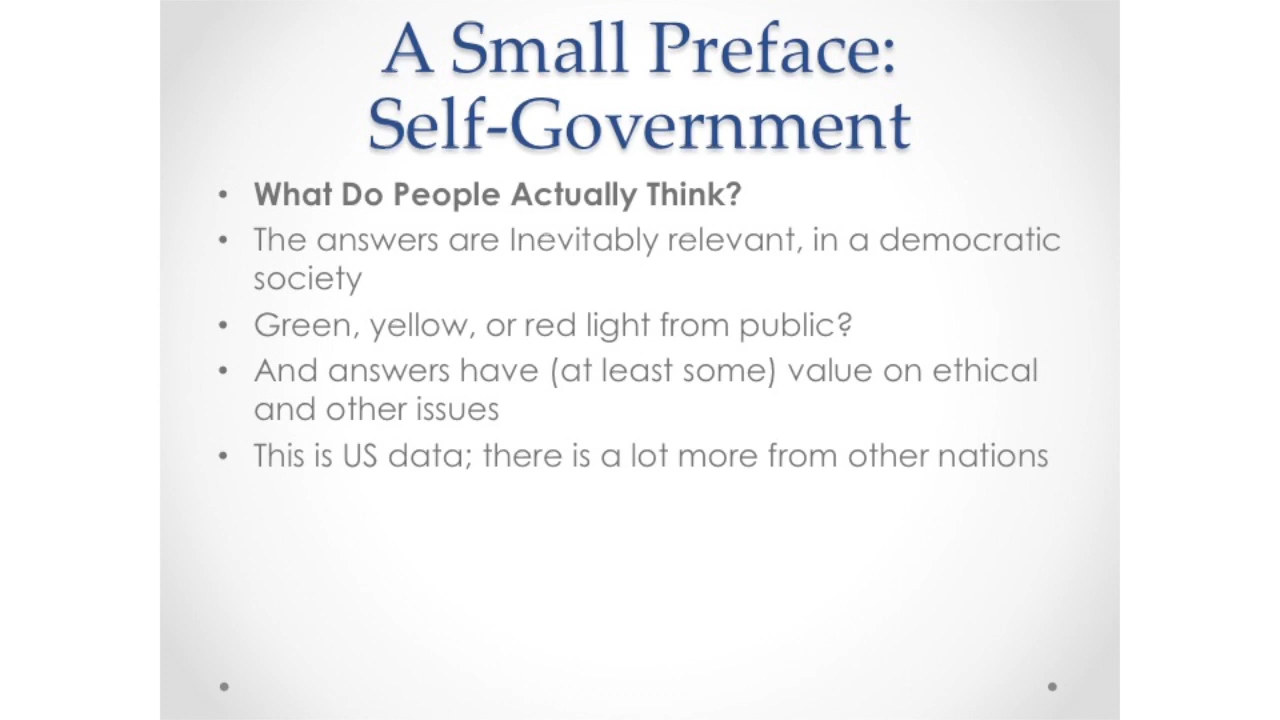 A Small Preface:
Self-Government
• What Do People Actually Think?
• The answers are Inevitably relevant, in a democratic
society
• Green, yellow, or red light from public?
• And answers have (at least some) value on ethical
and other issues
• This is US data; there is a lot more from other nations